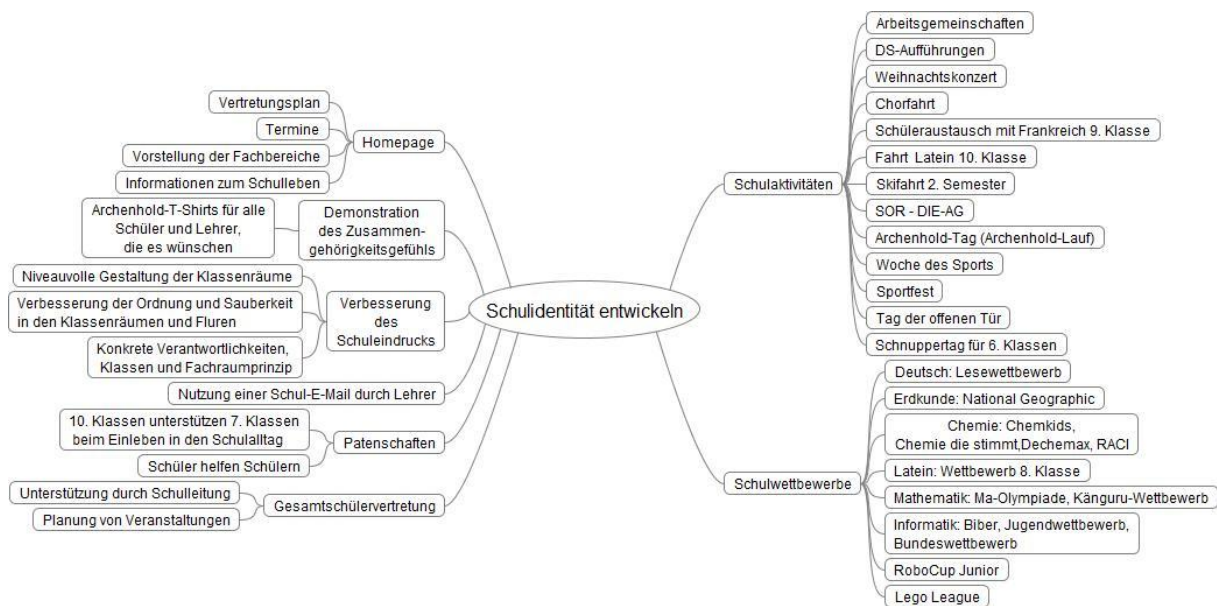 Schulidentität entwickeln
Homepage
Vertretungsplan
Termine
Vorstellung der Fachbereiche
Informationen zum Schulleben
Demonstration
des Zusammen-
gehörigkeitsgefühls
Archenhold-T-Shirts für alle
Schüler und Lehrer,
die es wünschen
Verbesserung
des
Schuleindrucks
Niveauvolle Gestaltung der Klassenräume
Verbesserung der Ordnung und Sauberkeit
in den Klassenräumen und Fluren
Konkrete Verantwortlichkeiten,
Klassen und Fachraumprinzip
Nutzung einer Schul-E-Mail durch Lehrer
Patenschaften
10. Klassen unterstützen 7. Klassen
beim Einleben in den Schulalltag
Schüler helfen Schülern
Gesamtschülervertretung
Unterstützung durch Schulleitung
Planung von Veranstaltungen
Schulaktivitäten
Arbeitsgemeinschaften
DS-Aufführungen
Weihnachtskonzert
Chorfahrt
Schüleraustausch mit Frankreich 9. Klasse
Fahrt Latein 10. Klasse
Skifahrt 2. Semester
SOR - DIE-AG
Archenhold-Tag (Archenhold-Lauf)
Woche des Sports
Sportfest
Tag der offenen Tür
Schnuppertag für 6. Klassen
Schulwettbewerbe
Deutsch: Lesewettbewerb
Erdkunde: National Geographic
Chemie: Chemkids,
Chemie die stimmt,Dechemax, RACI
Latein: Wettbewerb 8. Klasse
Mathematik: Ma-Olympiade, Känguru-Wettbewerb
Informatik: Biber, Jugendwettbewerb,
Bundeswettbewerb
RoboCup Junior
Lego League